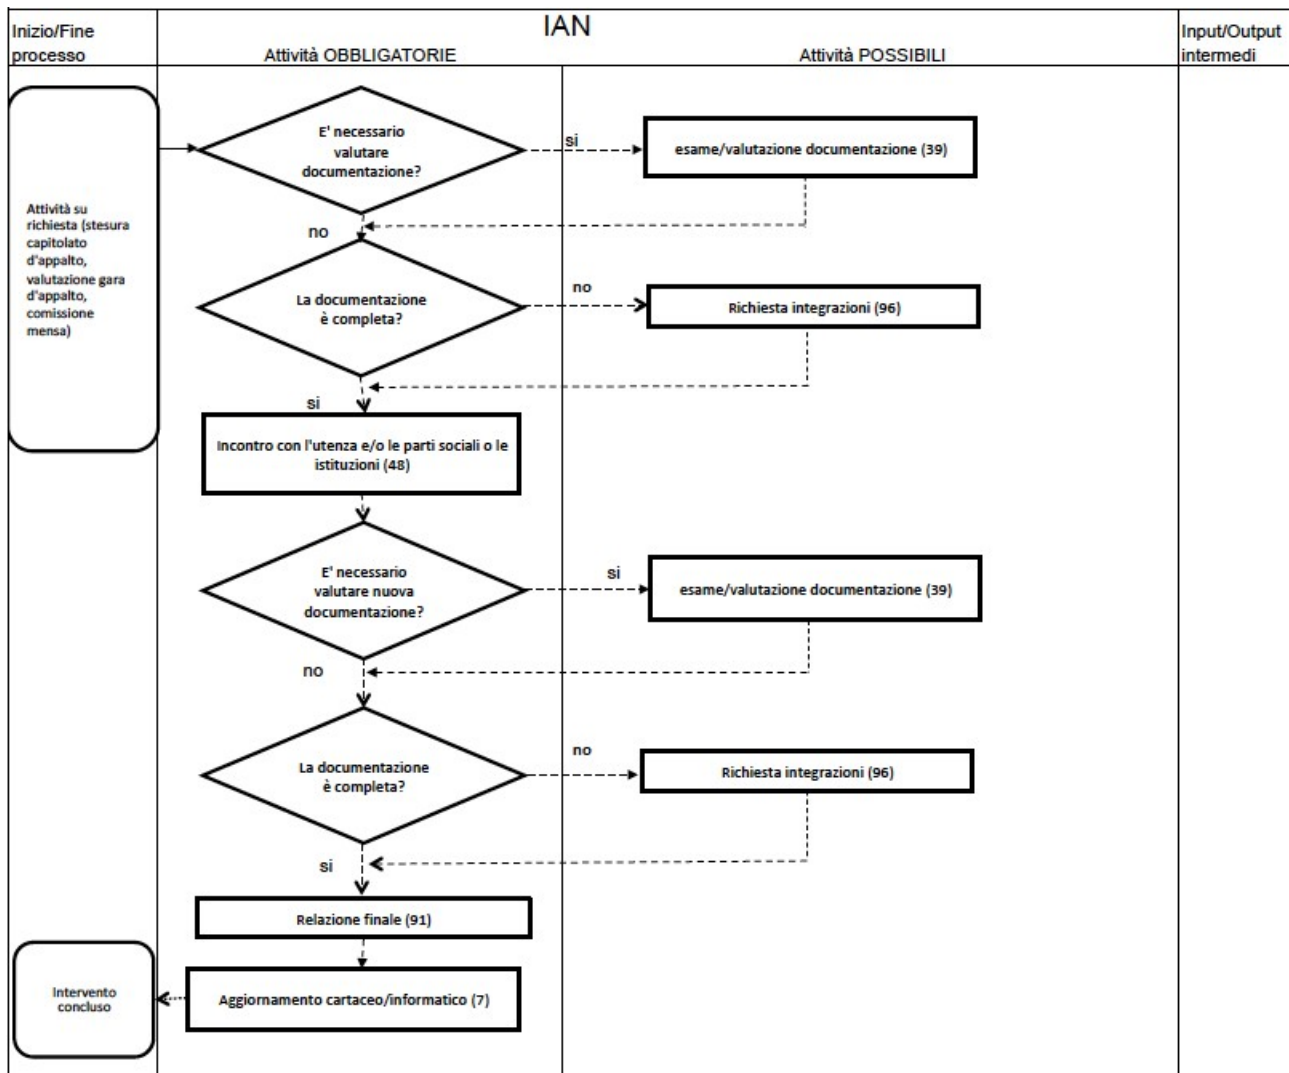 Inizio/Fine
processo
IAN
Attività OBBLIGATORIE
Attività POSSIBILI
Input/Output
intermedi
Attività su
richiesta (stesura
capitolato
d'appalto,
valutazione gara
d'appalto,
comissione
mensa)
E' necessario
valutare
documentazione?
si
esame/valutazione documentazione (39)
no
La documentazione
è completa?
no
Richiesta integrazioni (96)
si
Incontro con l'utenza e/o le parti sociali o le
istituzioni (48)
E' necessario
valutare nuova
documentazione?
si
esame/valutazione documentazione (39)
no
La documentazione
è completa?
no
Richiesta integrazioni (96)
si
Relazione finale (91)
Aggiornamento cartaceo/informatico (7)
Intervento
concluso